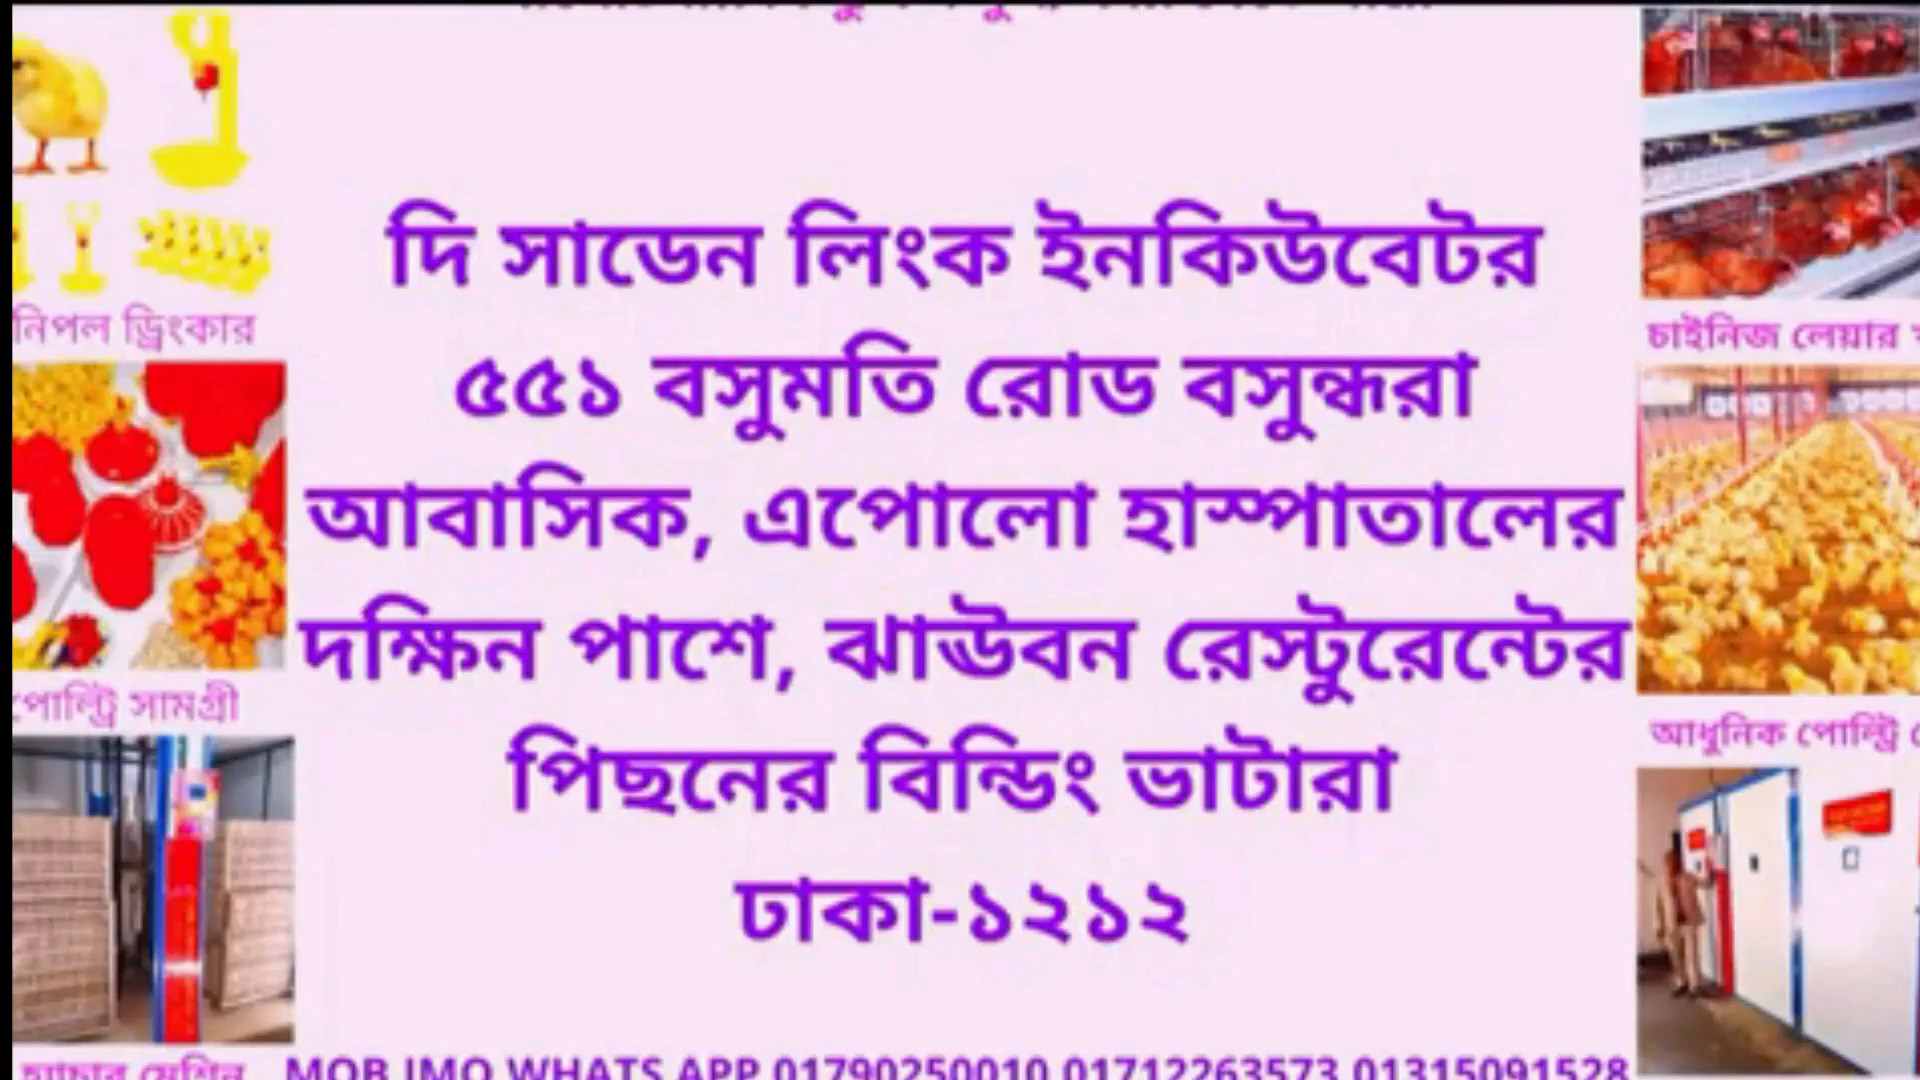 দি সাডেন লিংক ইনকিউবেটর
৫৫১ বসুমতি রোড বসুন্ধরা
আবাসিক, এপোলো হাস্পাতালের
দক্ষিন পাশে, ঝাঊবন রেস্টুরেন্টের
পিছনের বিল্ডিং ভাটারা
ঢাকা-১২১২
নিপল ড্রিংকার
পোল্ট্রি সামগ্রী
হ্যাচার মেশিন
চাইনিজ লেয়ার
আধুনিক পোল্ট্রি
MOB IMO WHATS APP 01790250010 01712263573 01315091528